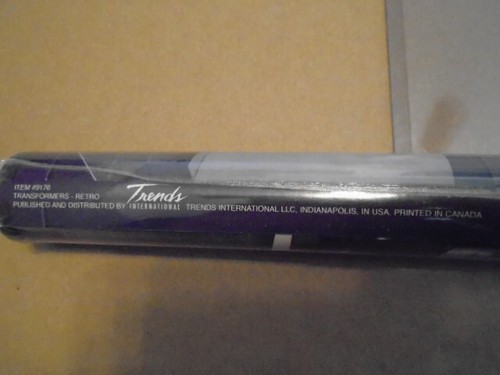 ITEM #9176
TRANSFORMERS - RETRO
PUBLISHED AND DISTRIBUTED BY Trends INTERNATIONAL TRENDS INTERNATIONAL LLC, INDIANAPOLIS, IN USA. PRINTED IN CANADA